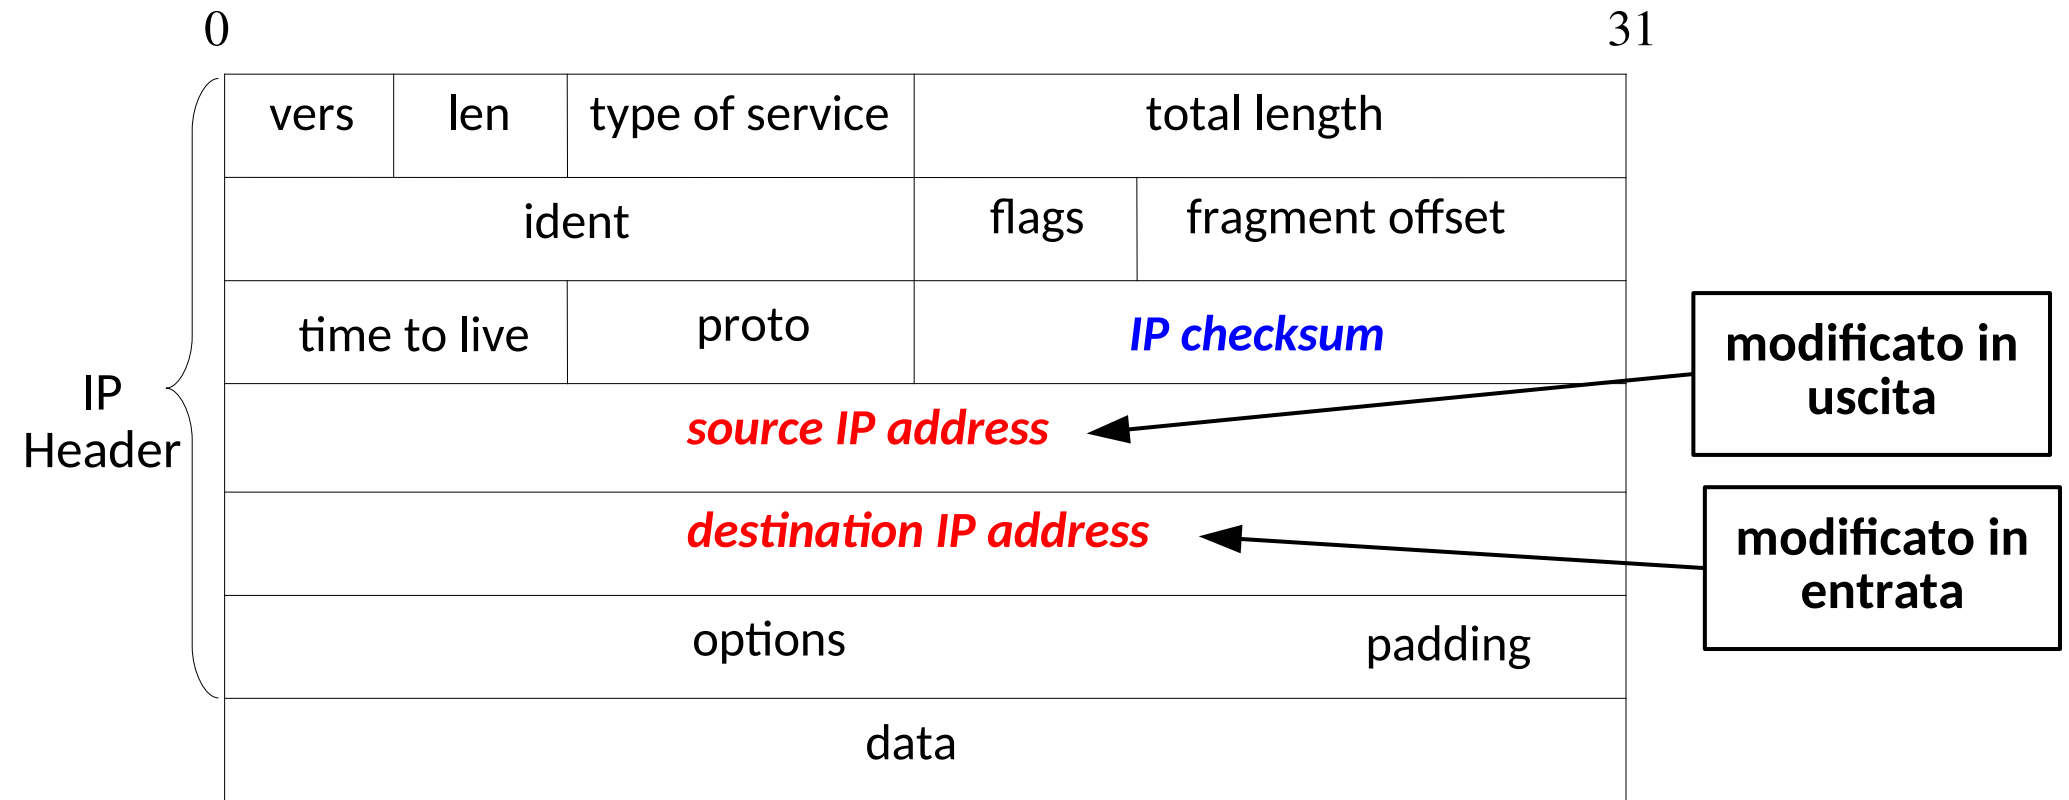 0 31
vers len type of service total length
ident flags fragment offset
time to live proto IP checksum
modificato in
uscita
IP
Header
source IP address
destination IP address
modificato in
entrata
options padding
data